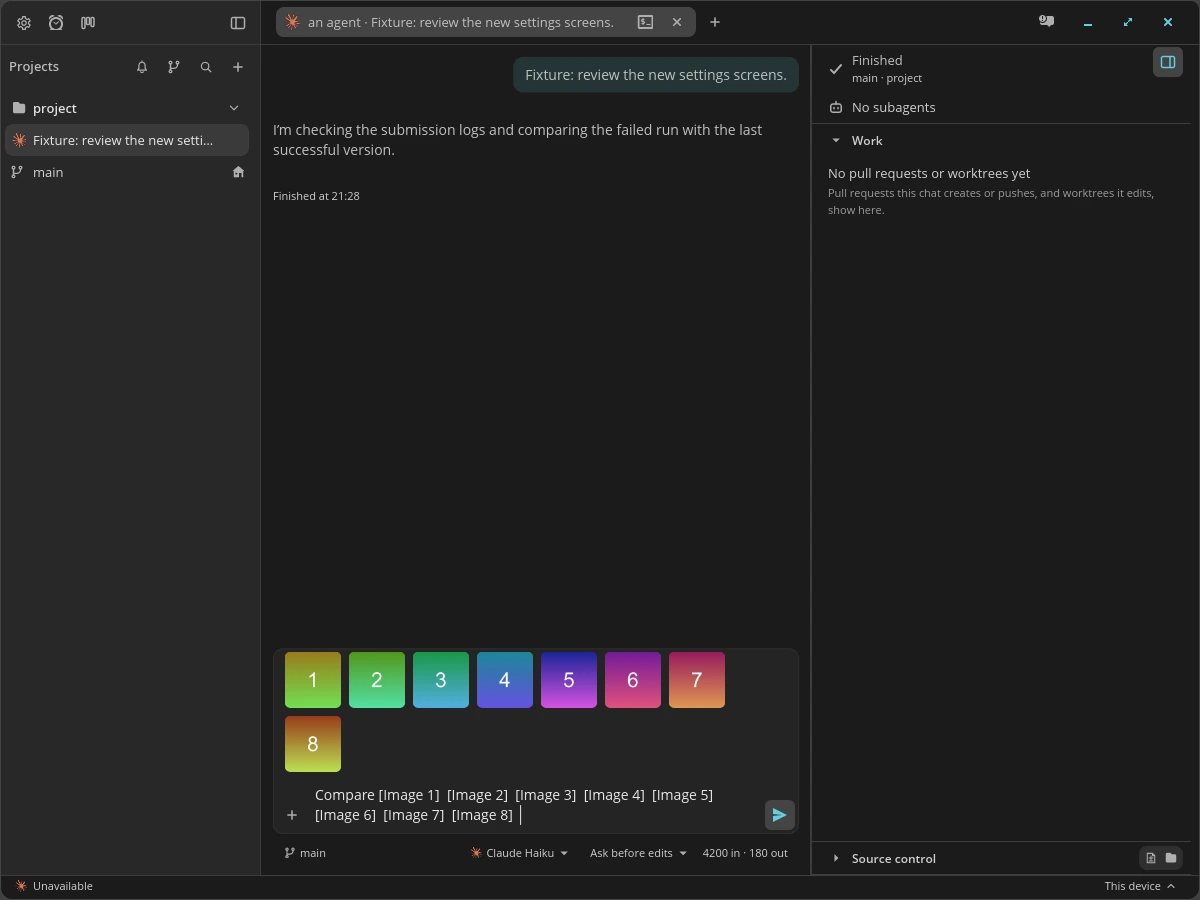 an agent · Fixture: review the new settings screens.
Projects
project
Fixture: review the new setti...
main
Fixture: review the new settings screens.
I'm checking the submission logs and comparing the failed run with the last
successful version.
Finished at 21:28
1 2 3 4 5 6 7
8
Compare [Image 1] [Image 2] [Image 3] [Image 4] [Image 5]
[Image 6] [Image 7] [Image 8]
main
Claude Haiku
Ask before edits
4200 in · 180 out
Finished
main · project
No subagents
Work
No pull requests or worktrees yet
Pull requests this chat creates or pushes, and worktrees it edits,
show here.
Source control
Unavailable
This device